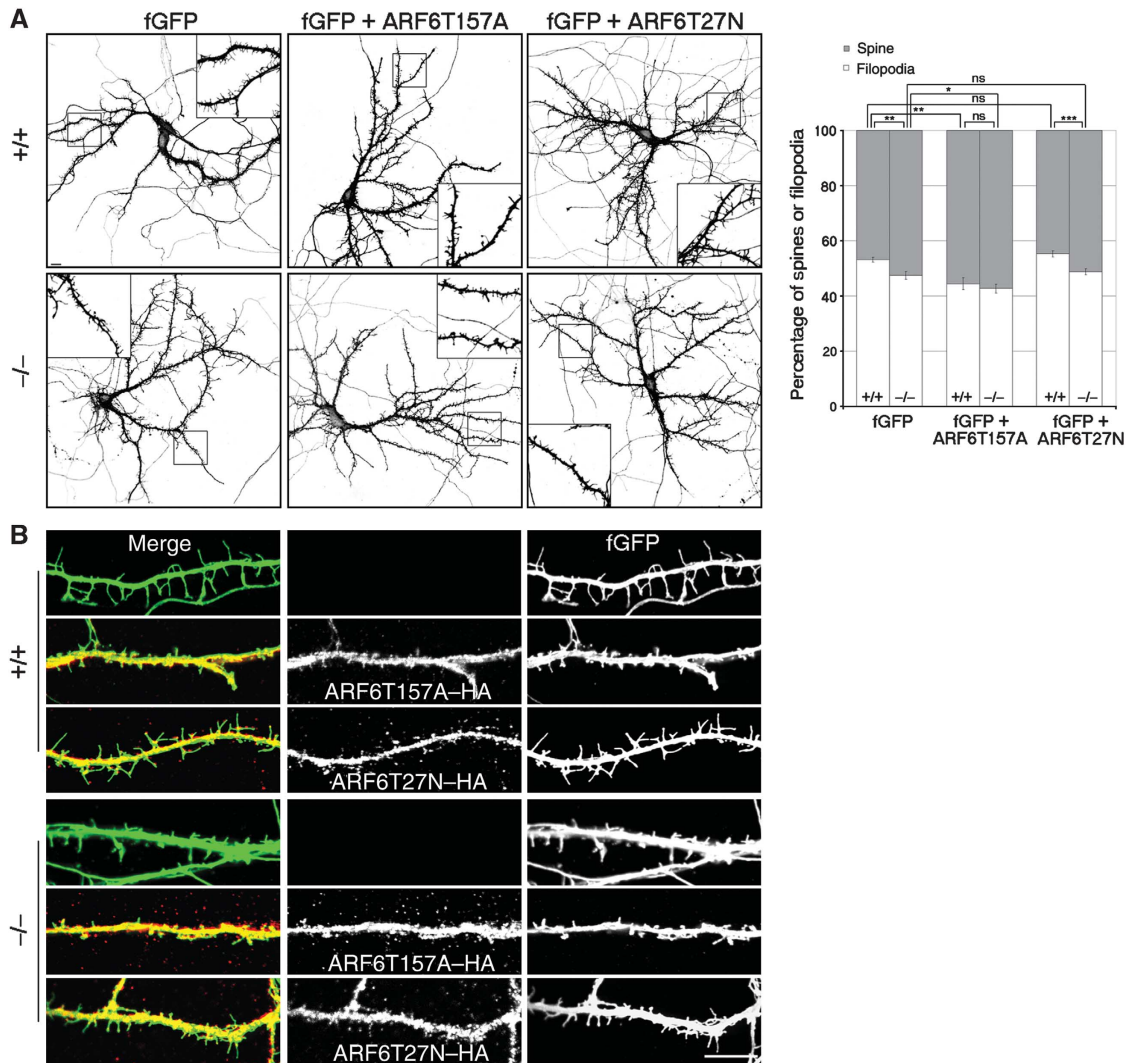 A
fGFP
fGFP + ARF6T157A
fGFP + ARF6T27N
+/+
–/–
Spine
Filopodia
ns
*
ns
**
**
ns
***
Percentage of spines or filopodia
100
80
60
40
20
0
+/+ –/– +/+ –/– +/+ –/–
fGFP
fGFP +
ARF6T157A
fGFP +
ARF6T27N
B
Merge
fGFP
+/+
ARF6T157A–HA
ARF6T27N–HA
–/–
ARF6T157A–HA
ARF6T27N–HA